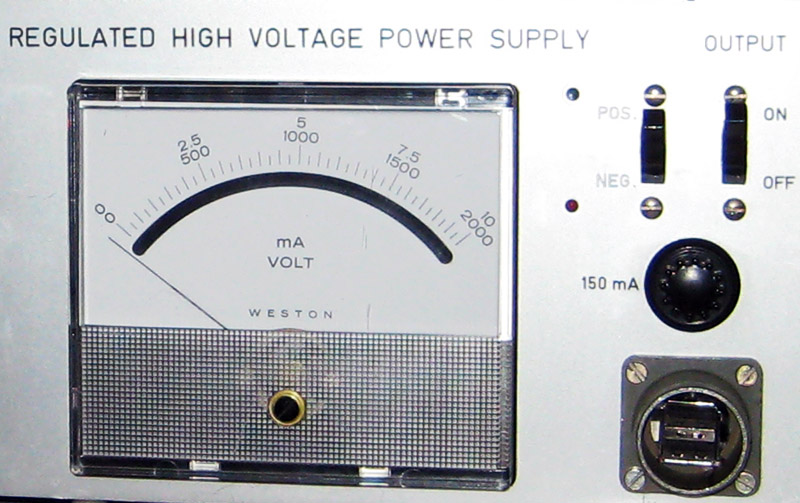 REGULATED HIGH VOLTAGE POWER SUPPLY
OUTPUT
0 2.5 5 7.5 10
0 500 1000 1500 2000
mA
VOLT
WESTON
POS.
NEG.
ON
OFF
150 mA